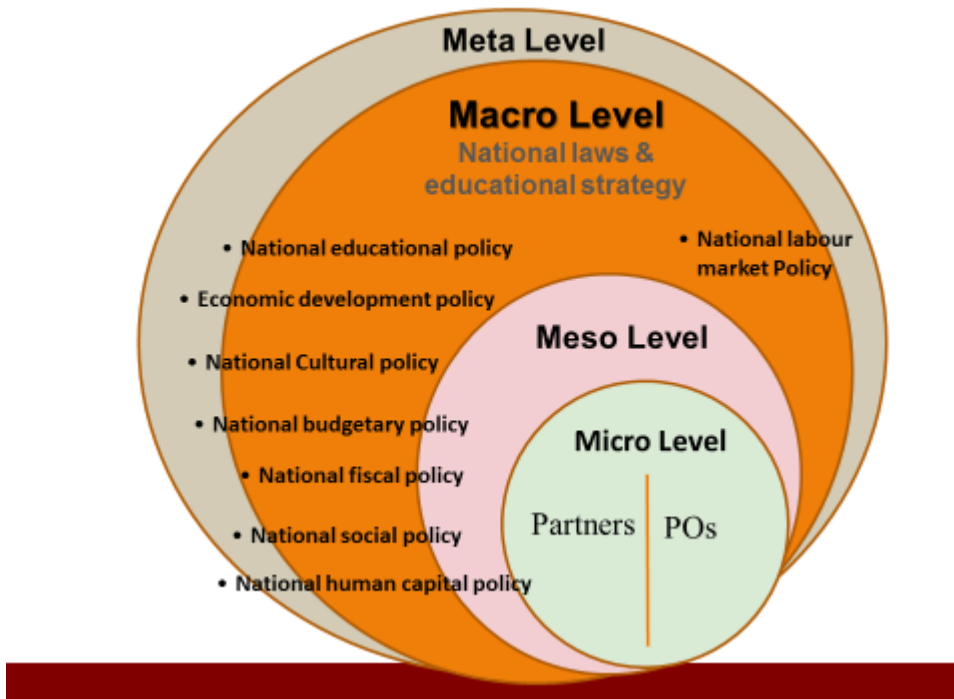 Meta Level
Macro Level
National laws &
educational strategy
• National educational policy
• National labour
market Policy
• Economic development policy
• National Cultural policy
• National budgetary policy
• National fiscal policy
• National social policy
• National human capital policy
Meso Level
Micro Level
Partners
POs